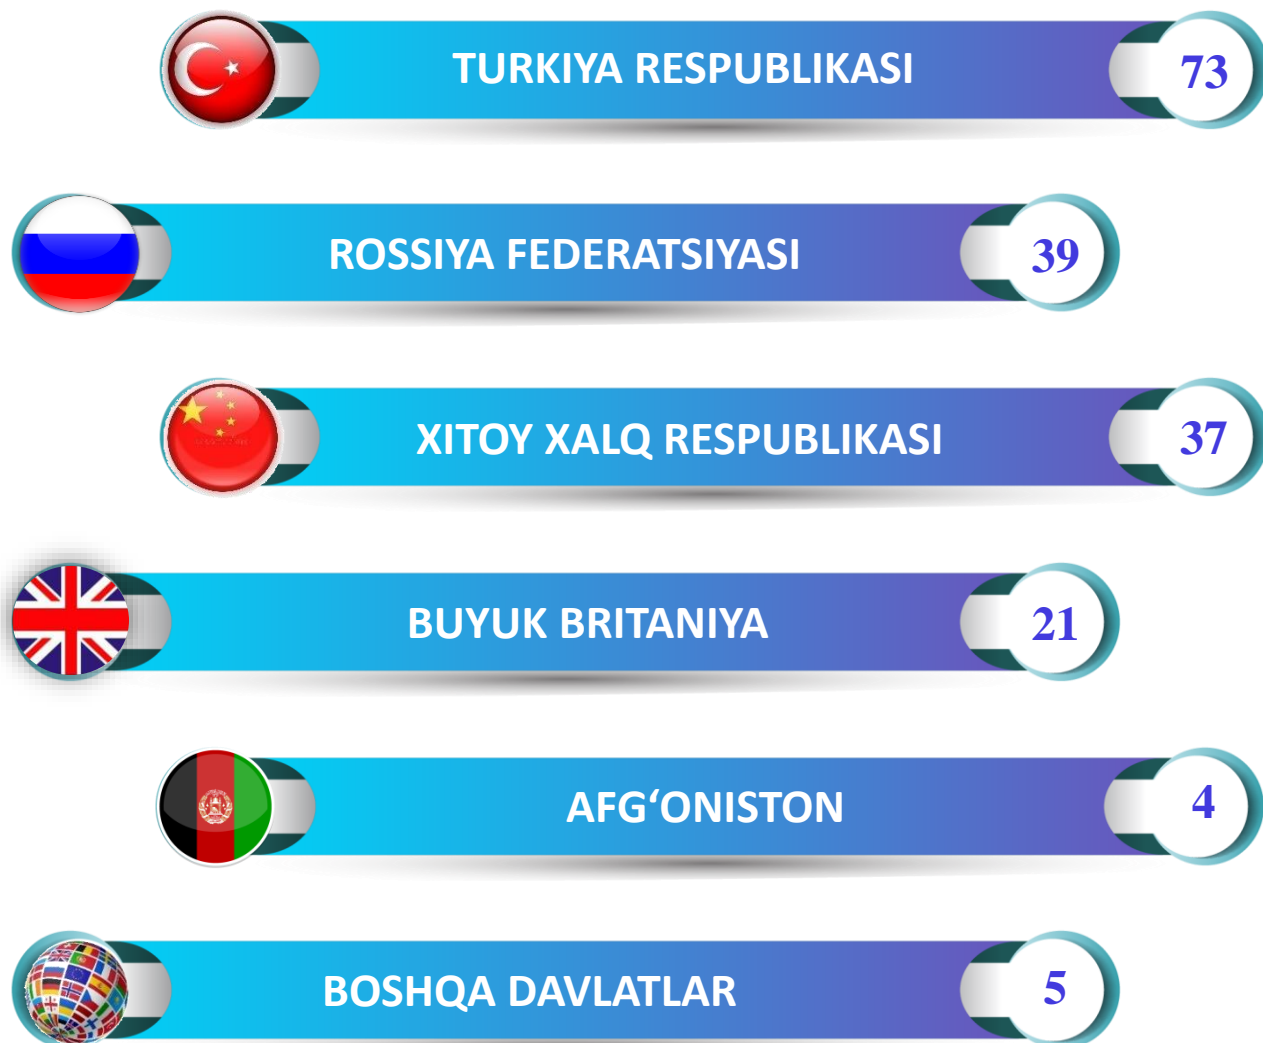 TURKIYA RESPUBLIKASI 73
ROSSIYA FEDERATSIYASI 39
XITOY XALQ RESPUBLIKASI 37
BUYUK BRITANIYA 21
AFG‘ONISTON 4
BOSHQA DAVLATLAR 5